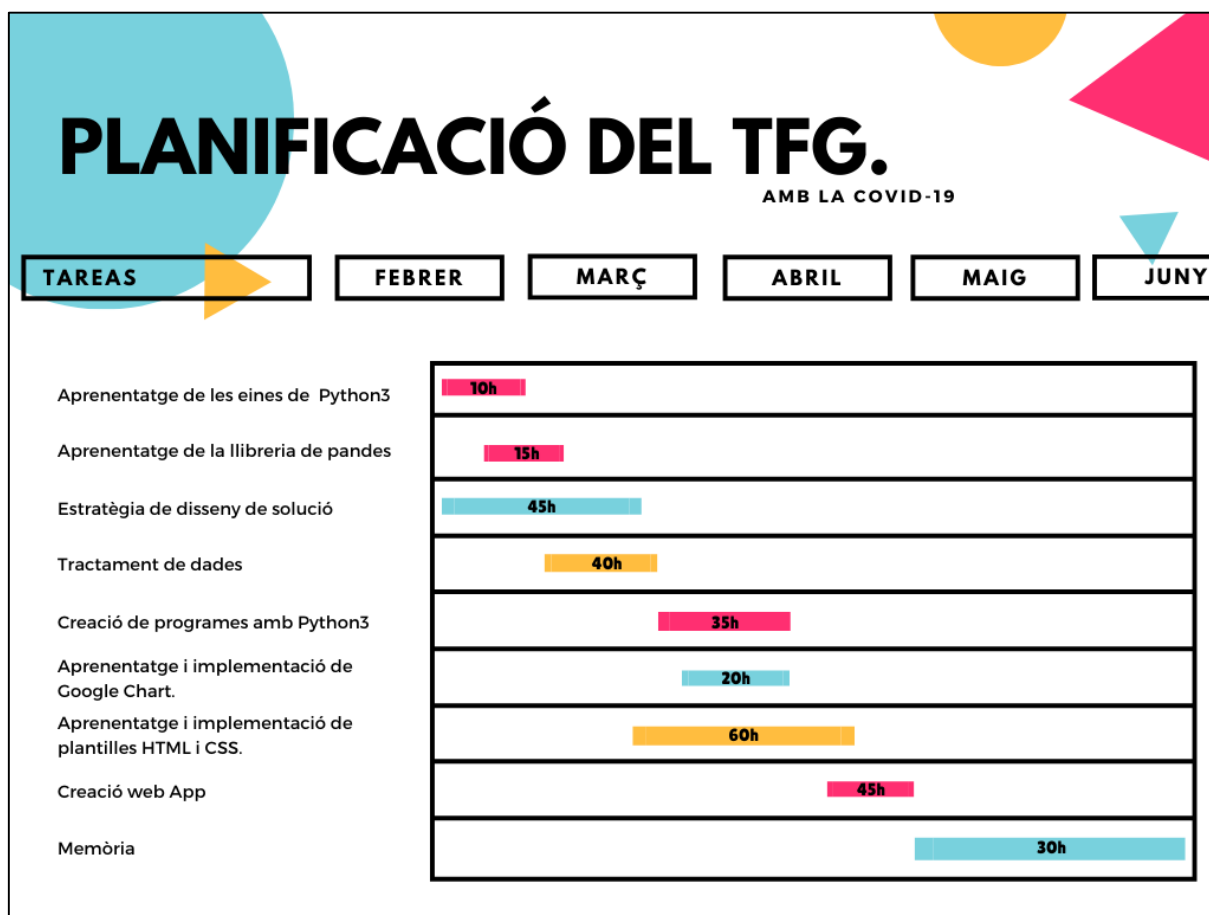 PLANIFICACIÓ DEL TFG.
AMB LA COVID-19
TAREAS
FEBRER
MARÇ
ABRIL
MAIG
JUNY
Aprenentatge de les eines de Python3
10h
Aprenentatge de la llibreria de pandes
15h
Estratègia de disseny de solució
45h
Tractament de dades
40h
Creació de programes amb Python3
35h
Aprenentatge i implementació de
Google Chart.
20h
Aprenentatge i implementació de
plantilles HTML i CSS.
60h
Creació web App
45h
Memòria
30h